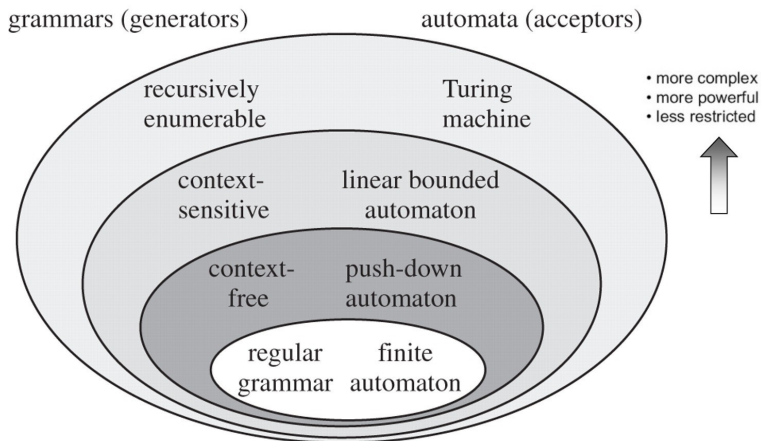 grammars (generators)
automata (acceptors)
recursively
enumerable
Turing
machine
• more complex
• more powerful
• less restricted
context-
sensitive
linear bounded
automaton
context-
free
push-down
automaton
regular
grammar
finite
automaton